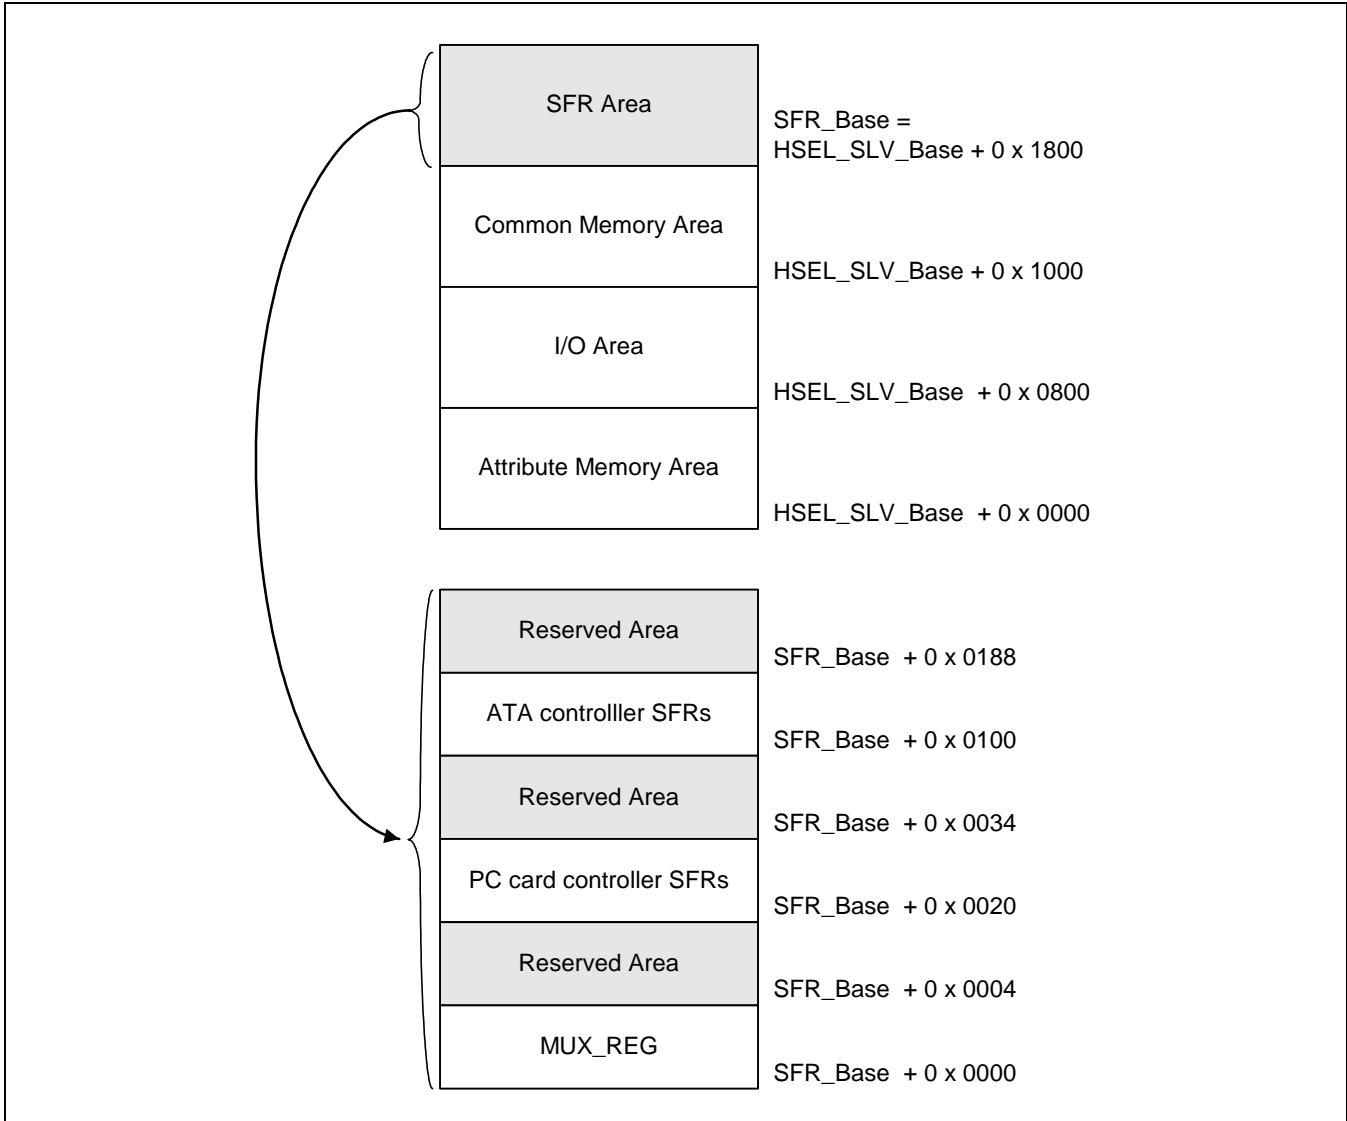 SFR Area
SFR_Base =
HSEL_SLV_Base + 0 x 1800
Common Memory Area
HSEL_SLV_Base + 0 x 1000
I/O Area
HSEL_SLV_Base + 0 x 0800
Attribute Memory Area
HSEL_SLV_Base + 0 x 0000
Reserved Area
SFR_Base + 0 x 0188
ATA controlller SFRs
SFR_Base + 0 x 0100
Reserved Area
SFR_Base + 0 x 0034
PC card controller SFRs
SFR_Base + 0 x 0020
Reserved Area
SFR_Base + 0 x 0004
MUX_REG
SFR_Base + 0 x 0000